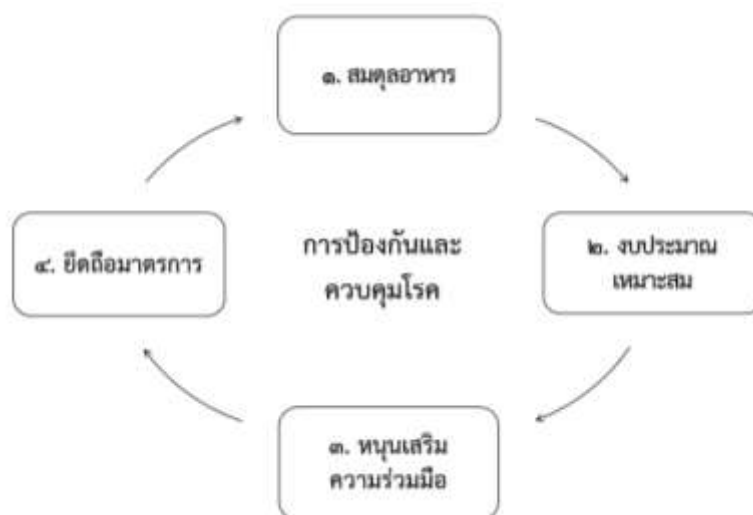 ๑. สมดุลอาหาร
๒. งบประมาณ
เหมาะสม
๓. หนุนเสริม
ความร่วมมือ
๔. ยึดถือมาตรการ
การป้องกันและ
ควบคุมโรค